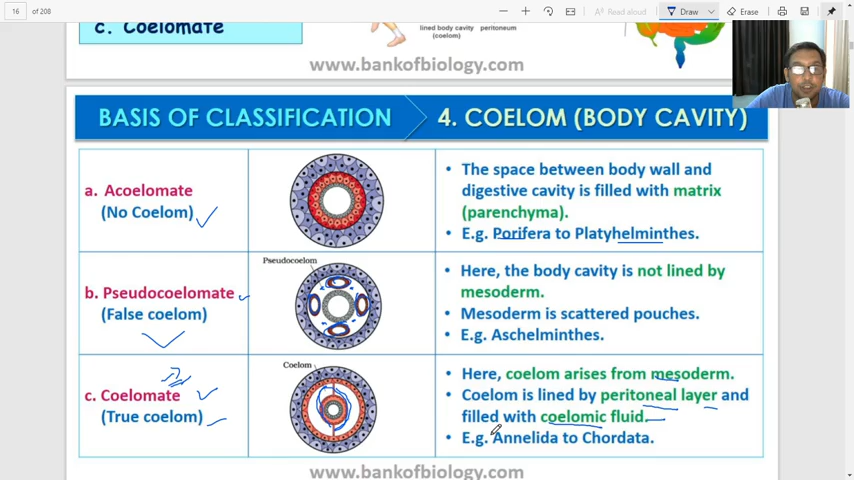 16 of 208
Read aloud
Draw
Erase
c. Coelomate
lined body cavity peritoneum
(coelom)
www.bankofbiology.com
BASIS OF CLASSIFICATION
4. COELOM (BODY CAVITY)
a. Acoelomate
(No Coelom)
• The space between body wall and
digestive cavity is filled with matrix
(parenchyma).
• E.g. Porifera to Platyhelminthes.
b. Pseudocoelomate
(False coelom)
Pseudocoelom
• Here, the body cavity is not lined by
mesoderm.
• Mesoderm is scattered pouches.
• E.g. Aschelminthes.
c. Coelomate
(True coelom)
Coelom
• Here, coelom arises from mesoderm.
• Coelom is lined by peritoneal layer and
filled with coelomic fluid.
• E.g. Annelida to Chordata.
www.bankofbiology.com